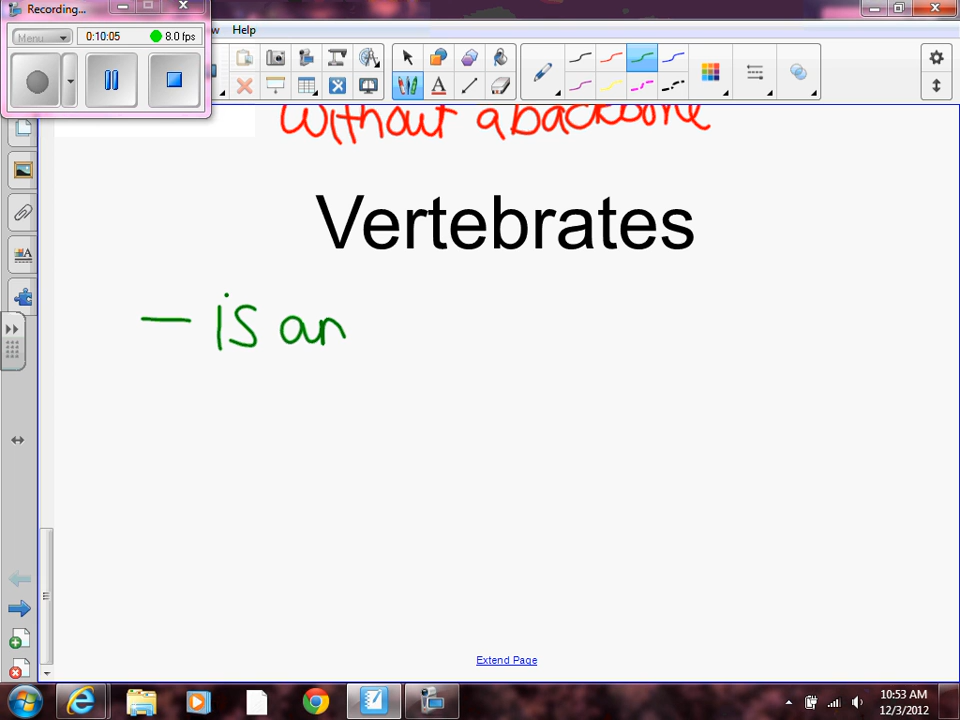 Recording...
Menu
0:10:05
8.0 fps
w Help
without a backbone
Vertebrates
— is an
Extend Page
10:53 AM
12/3/2012